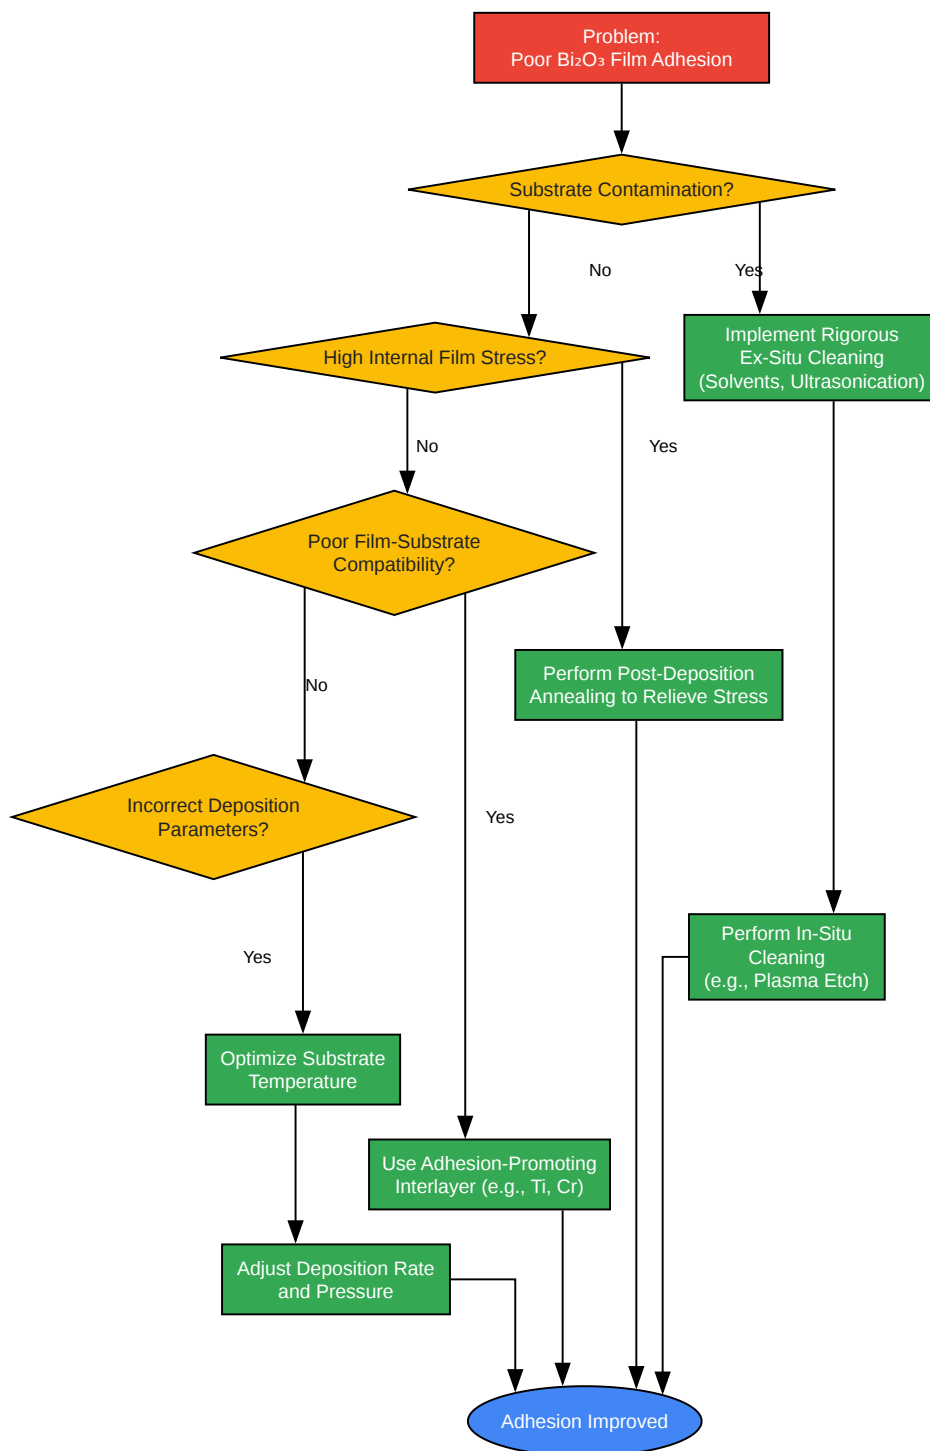 Problem:
Poor Bi₂O₃ Film Adhesion
Substrate Contamination?
No
Yes
Implement Rigorous
Ex-Situ Cleaning
(Solvents, Ultrasonication)
High Internal Film Stress?
No
Yes
Poor Film-Substrate
Compatibility?
Perform Post-Deposition
Annealing to Relieve Stress
No
Incorrect Deposition
Parameters?
Yes
Perform In-Situ
Cleaning
(e.g., Plasma Etch)
Yes
Optimize Substrate
Temperature
Use Adhesion-Promoting
Interlayer (e.g., Ti, Cr)
Adjust Deposition Rate
and Pressure
Adhesion Improved